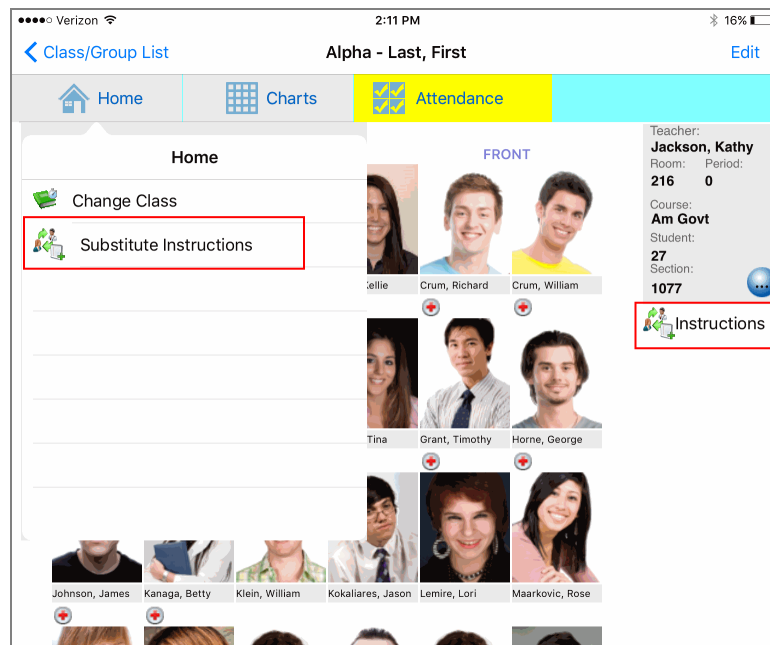 Verizon 2:11 PM 16%
Class/Group List Alpha - Last, First Edit
Home Charts Attendance
Home
Change Class
Substitute Instructions
FRONT
Teacher:
Jackson, Kathy
Room: Period:
216 0
Course:
Am Govt
Student:
27
Section:
1077
...
Instructions
Kellie Crum, Richard Crum, William
Tina Grant, Timothy Horne, George
Johnson, James Kanaga, Betty Klein, William Kokaliares, Jason Lemire, Lori Maarkovic, Rose